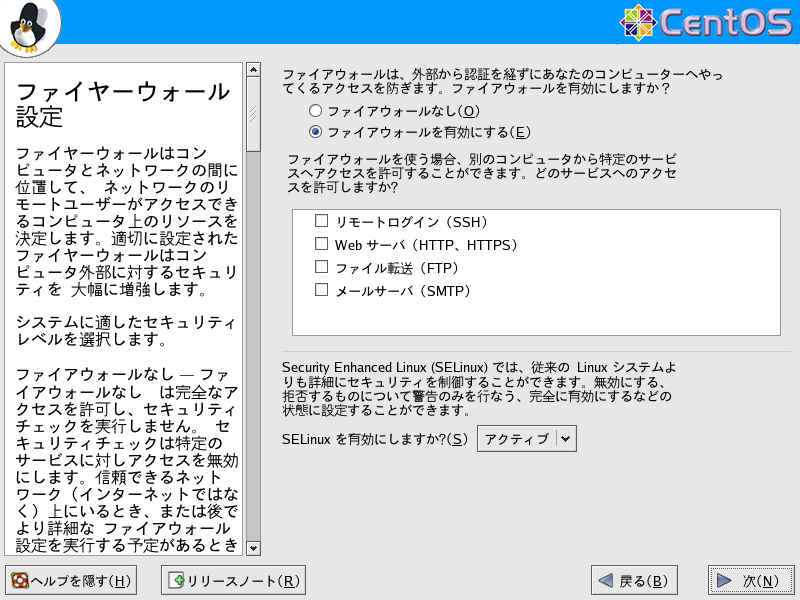 CentOS
ファイヤーウォール
設定
ファイヤーウォールはコン
ピュータとネットワークの間に
位置して、 ネットワークのリ
モートユーザーがアクセスでき
るコンピュータ上のリソースを
決定します。適切に設定された
ファイヤーウォールはコン
ピュータ外部に対するセキュリ
ティを 大幅に増強します。
システムに適したセキュリティ
レベルを選択します。
ファイアウォールなし — ファ
イアウォールなし は完全なア
クセスを許可し、セキュリティ
チェックを実行しません。 セ
キュリティチェックは特定の
サービスに対しアクセスを無効
にします。信頼できるネット
ワーク（インターネットではな
く）上にいるとき、または後で
より詳細な ファイアウォール
設定を実行する予定があるとき
ファイアウォールは、外部から認証を経ずにあなたのコンピューターへやっ
てくるアクセスを防ぎます。ファイアウォールを有効にしますか？
ファイアウォールなし(O)
ファイアウォールを有効にする(E)
ファイアウォールを使う場合、別のコンピュータから特定のサービ
スへアクセスを許可することができます。どのサービスへのアクセ
スを許可しますか?
リモートログイン（SSH）
Web サーバ（HTTP、HTTPS）
ファイル転送（FTP）
メールサーバ（SMTP）
Security Enhanced Linux (SELinux) では、従来の Linux システムよ
りも詳細にセキュリティを制御することができます。無効にする、
拒否するものについて警告のみを行なう、完全に有効にするなどの
状態に設定することができます。
SELinux を有効にしますか?(S)
アクティブ
ヘルプを隠す(H)
リリースノート(R)
戻る(B)
次(N)